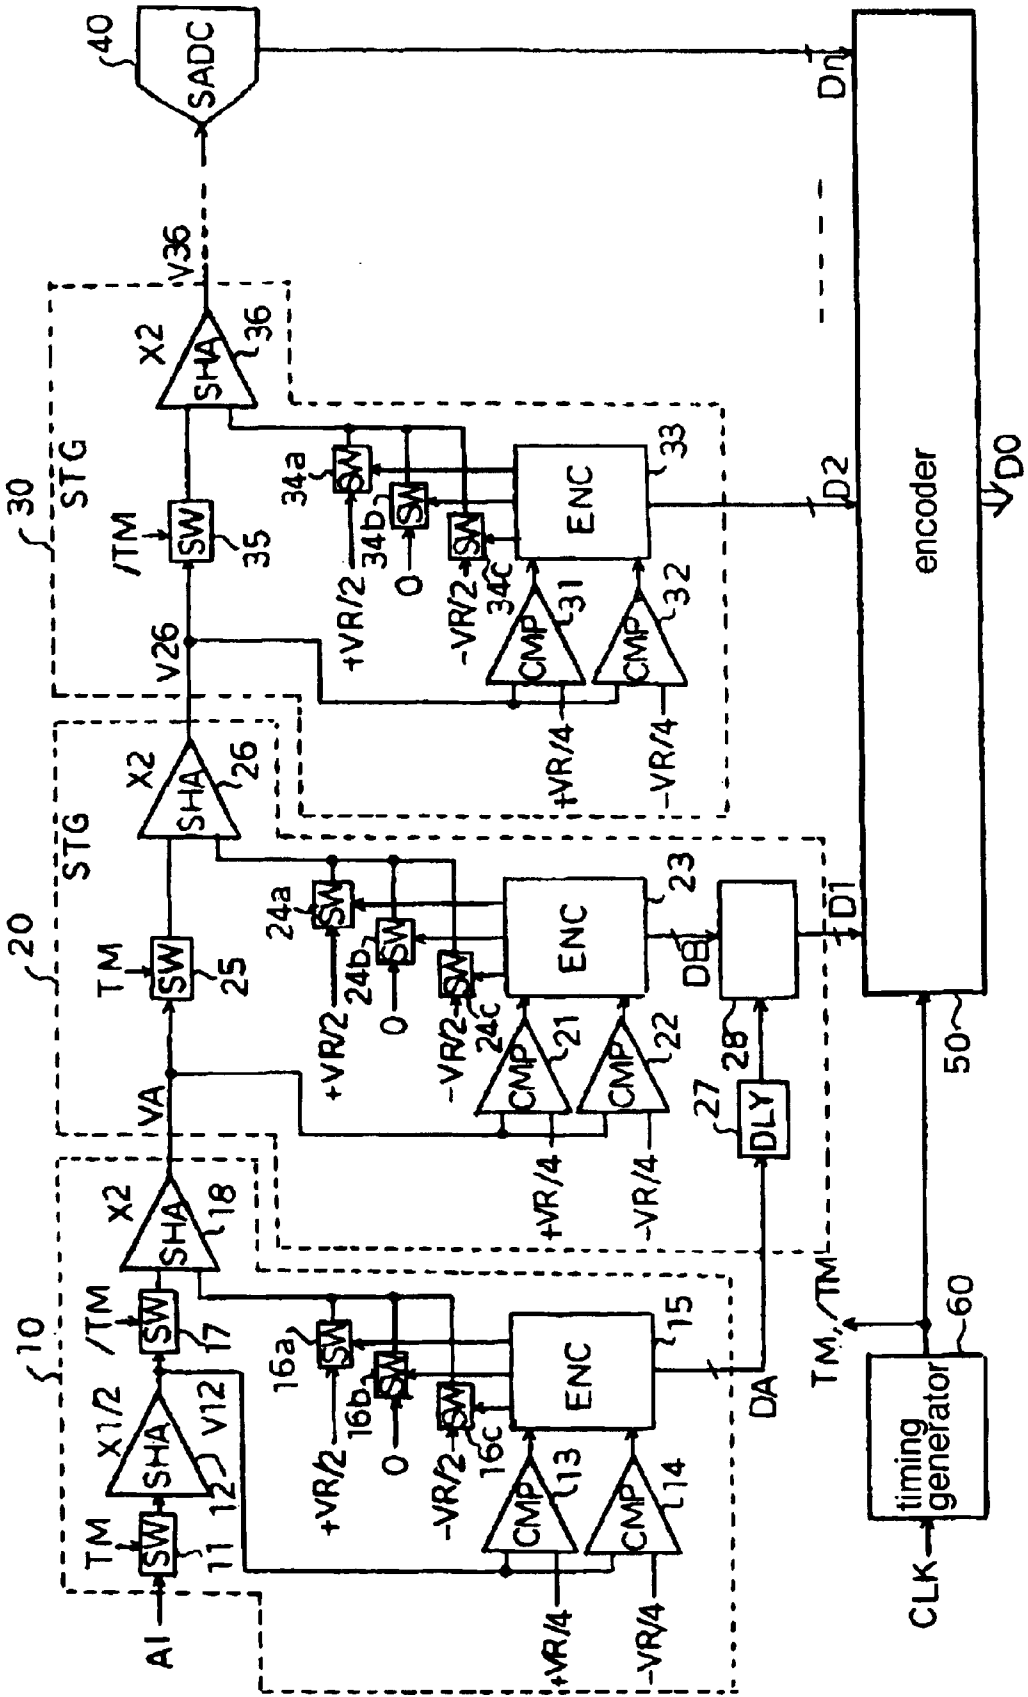 10
TM
/TM
X1/2
X2
AI
SW
SHA
SW
SHA
11
12
V12
17
18
VA
16a
+VR/2
SW
16b
0
SW
-VR/2
SW
16c
CMP
13
ENC
15
CMP
14
+VR/4
-VR/4
DA
20
STG
TM
X2
SW
25
SHA
26
V26
24a
+VR/2
SW
24b
0
SW
-VR/2
SW
24c
CMP
21
ENC
23
CMP
22
+VR/4
-VR/4
DB
27
DLY
28
D1
30
STG
/TM
X2
SW
35
SHA
36
V36
34a
+VR/2
SW
34b
0
SW
-VR/2
SW
34c
CMP
31
ENC
33
CMP
32
+VR/4
-VR/4
D2
40
SADC
Dn
TM, /TM
CLK
timing
generator
60
50
encoder
D0